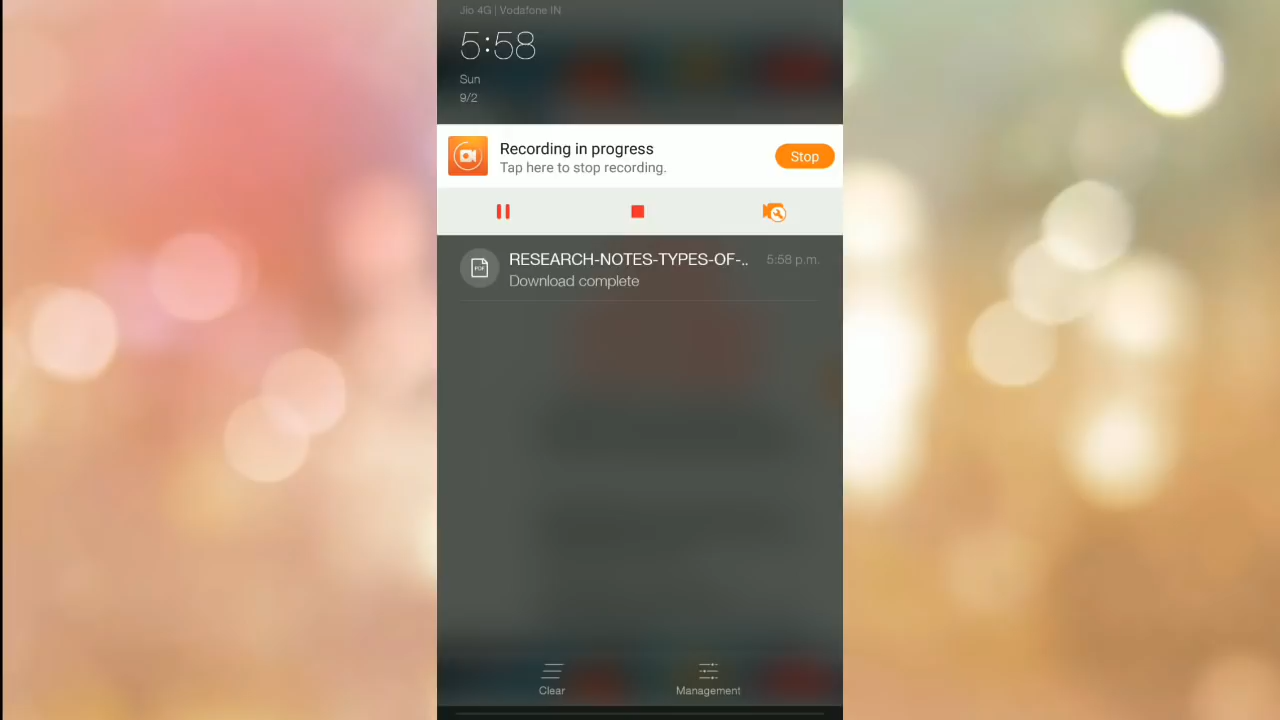 Jio 4G | Vodafone IN
5:58
Sun
9/2
Recording in progress
Tap here to stop recording.
Stop
PDF
RESEARCH-NOTES-TYPES-OF-..
5:58 p.m.
Download complete
Clear
Management